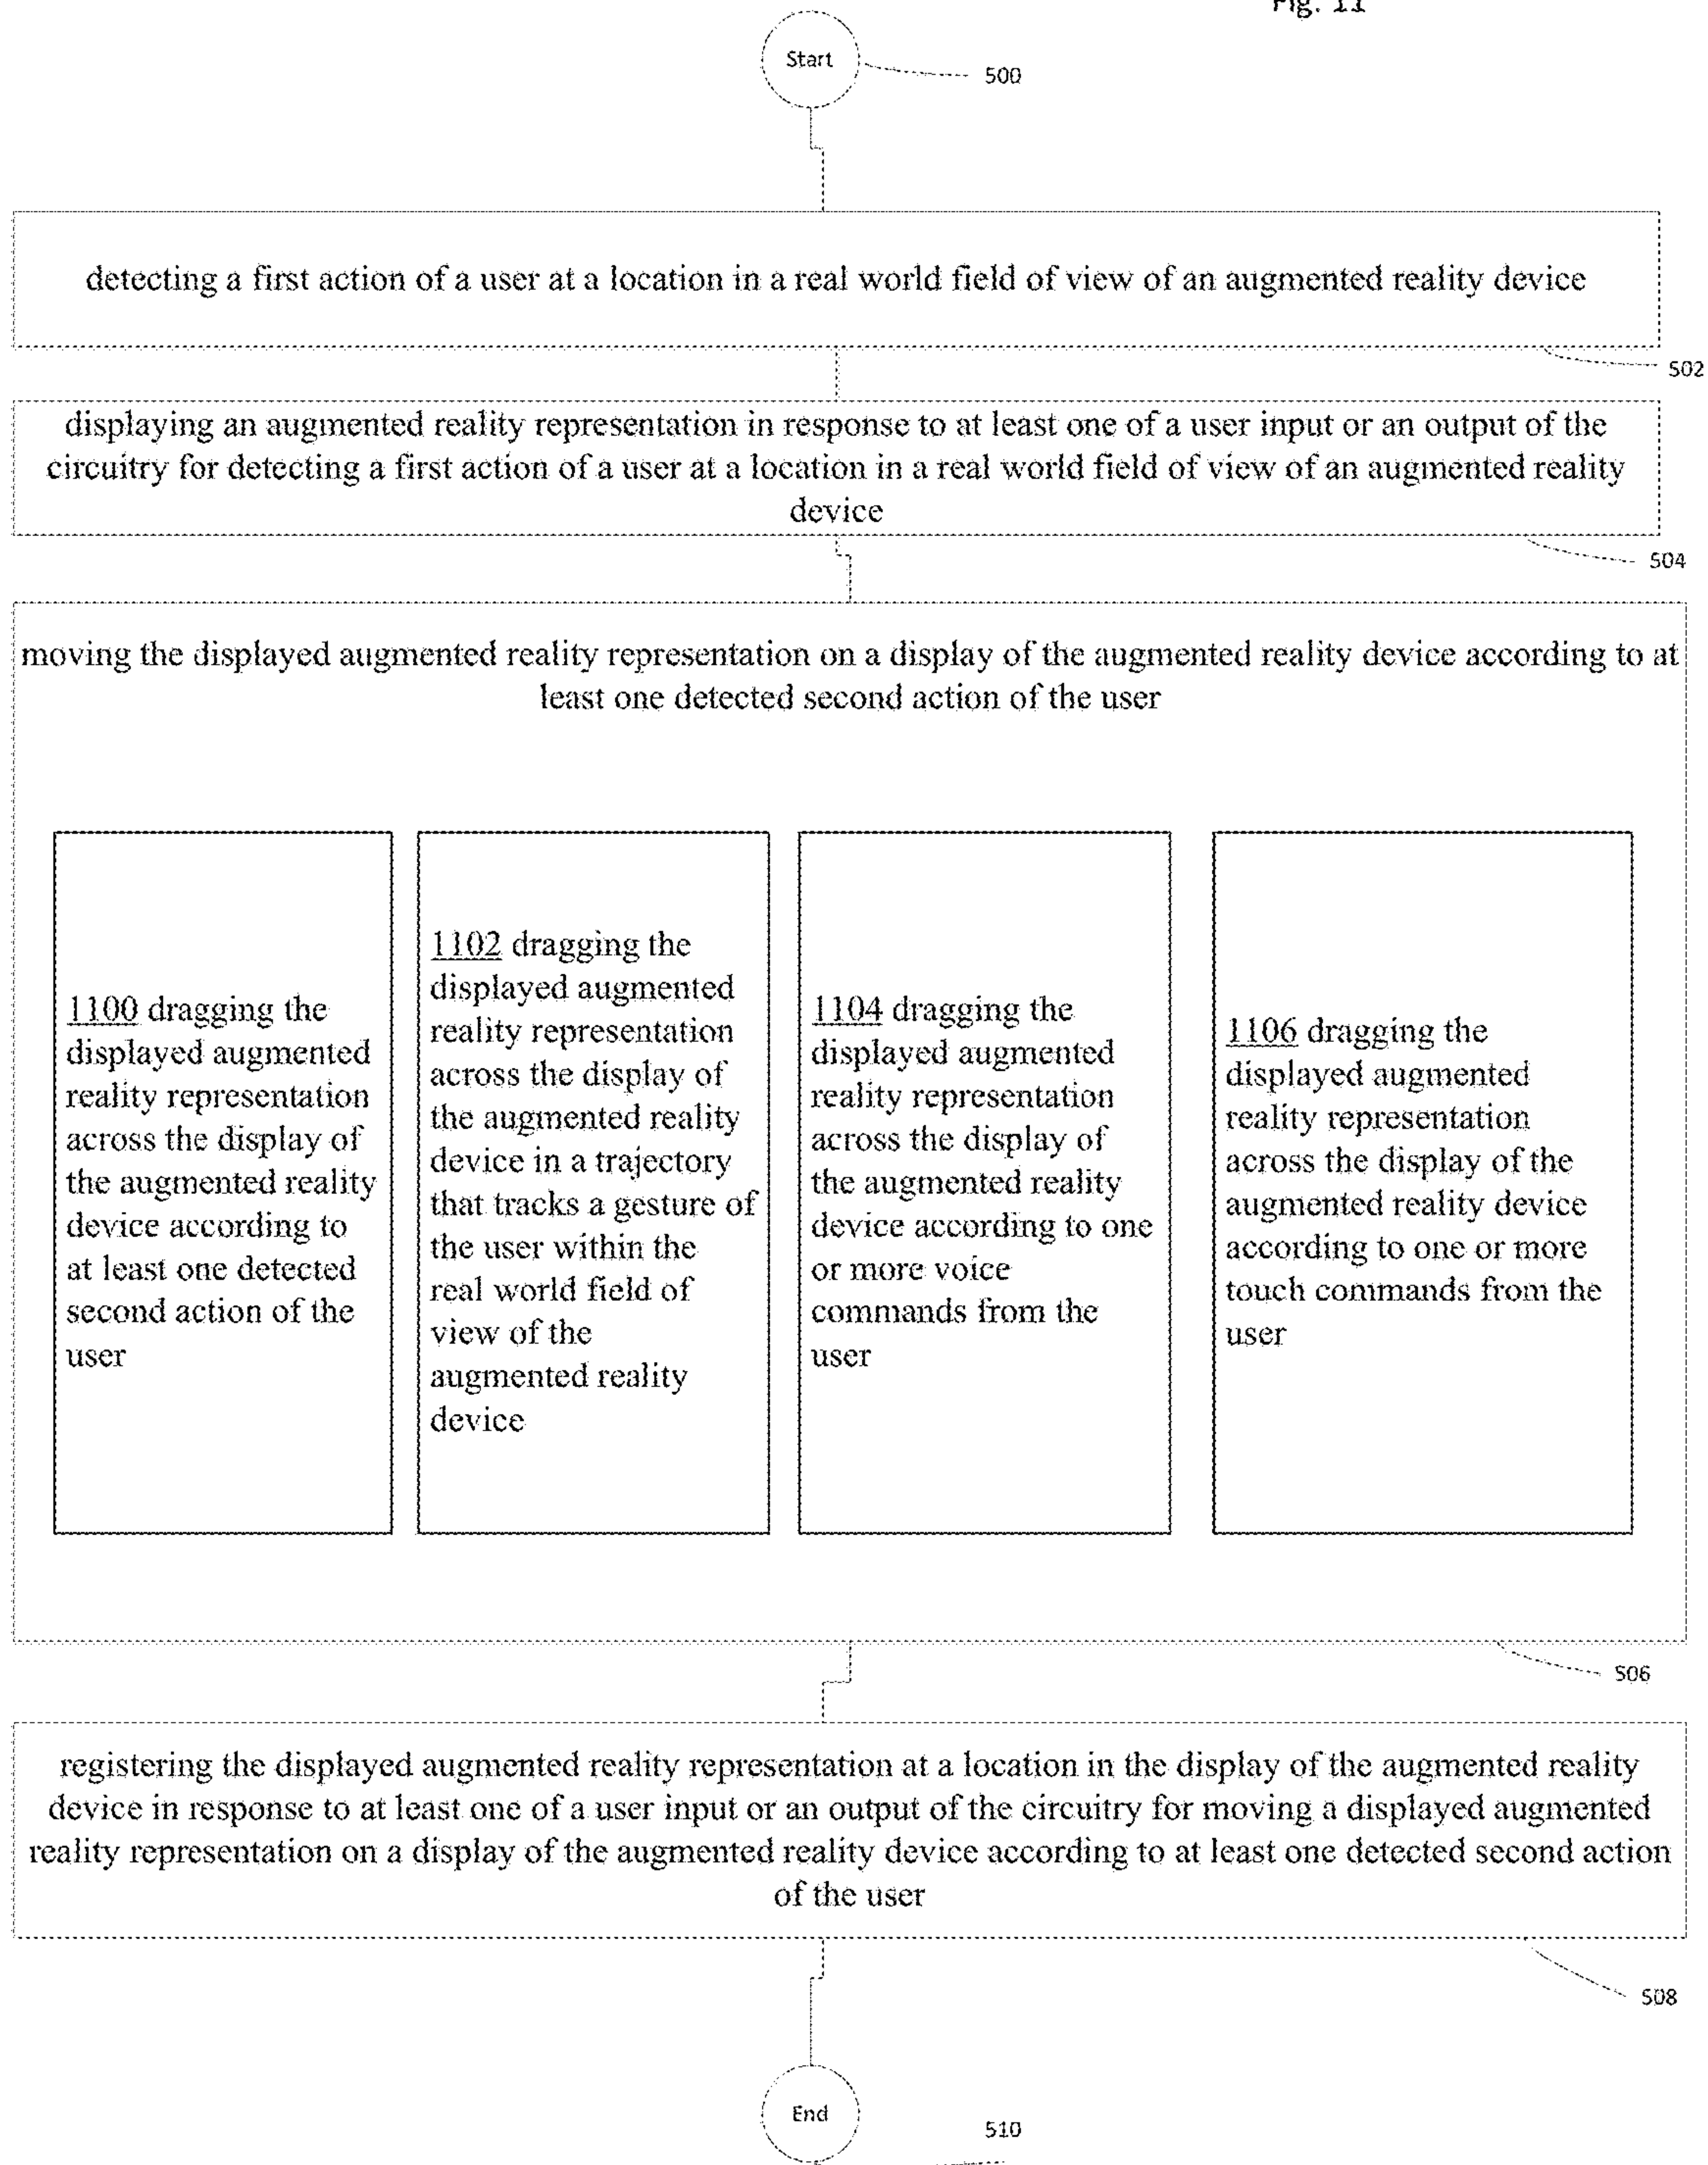 Fig. 11
Start
500
detecting a first action of a user at a location in a real world field of view of an augmented reality device
502
displaying an augmented reality representation in response to at least one of a user input or an output of the
circuitry for detecting a first action of a user at a location in a real world field of view of an augmented reality
device
504
moving the displayed augmented reality representation on a display of the augmented reality device according to at
least one detected second action of the user
1100 dragging the
displayed augmented
reality representation
across the display of
the augmented reality
device according to
at least one detected
second action of the
user
1102 dragging the
displayed augmented
reality representation
across the display of
the augmented reality
device in a trajectory
that tracks a gesture of
the user within the
real world field of
view of the
augmented reality
device
1104 dragging the
displayed augmented
reality representation
across the display of
the augmented reality
device according to one
or more voice
commands from the
user
1106 dragging the
displayed augmented
reality representation
across the display of the
augmented reality device
according to one or more
touch commands from the
user
506
registering the displayed augmented reality representation at a location in the display of the augmented reality
device in response to at least one of a user input or an output of the circuitry for moving a displayed augmented
reality representation on a display of the augmented reality device according to at least one detected second action
of the user
508
End
510